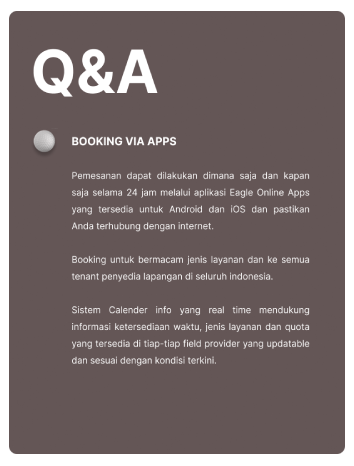 Q&A
BOOKING VIA APPS
Pemesanan dapat dilakukan dimana saja dan kapan
saja selama 24 jam melalui aplikasi Eagle Online Apps
yang tersedia untuk Android dan iOS dan pastikan
Anda terhubung dengan internet.
Booking untuk bermacam jenis layanan dan ke semua
tenant penyedia lapangan di seluruh indonesia.
Sistem Calender info yang real time mendukung
informasi ketersediaan waktu, jenis layanan dan quota
yang tersedia di tiap-tiap field provider yang updatable
dan sesuai dengan kondisi terkini.